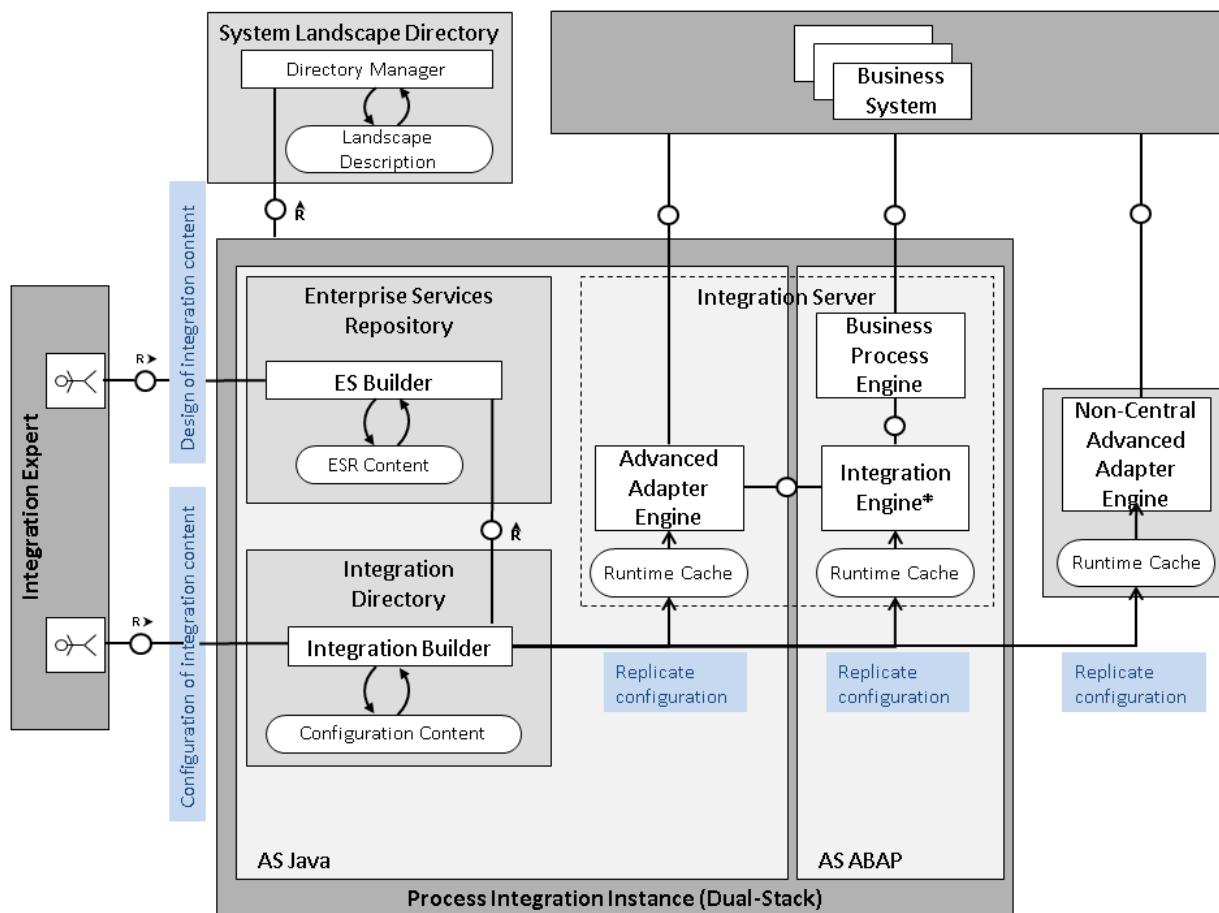 System Landscape Directory
Directory Manager
Landscape
Description
R
Business
System
Integration Expert
R
Design of integration content
R
Configuration of integration content
Enterprise Services
Repository
ES Builder
ESR Content
R
Integration
Directory
Integration Builder
Configuration Content
Integration Server
Business
Process
Engine
Advanced
Adapter
Engine
Integration
Engine*
Runtime Cache
Runtime Cache
Non-Central
Advanced
Adapter
Engine
Runtime Cache
Replicate
configuration
Replicate
configuration
Replicate
configuration
AS Java
AS ABAP
Process Integration Instance (Dual-Stack)